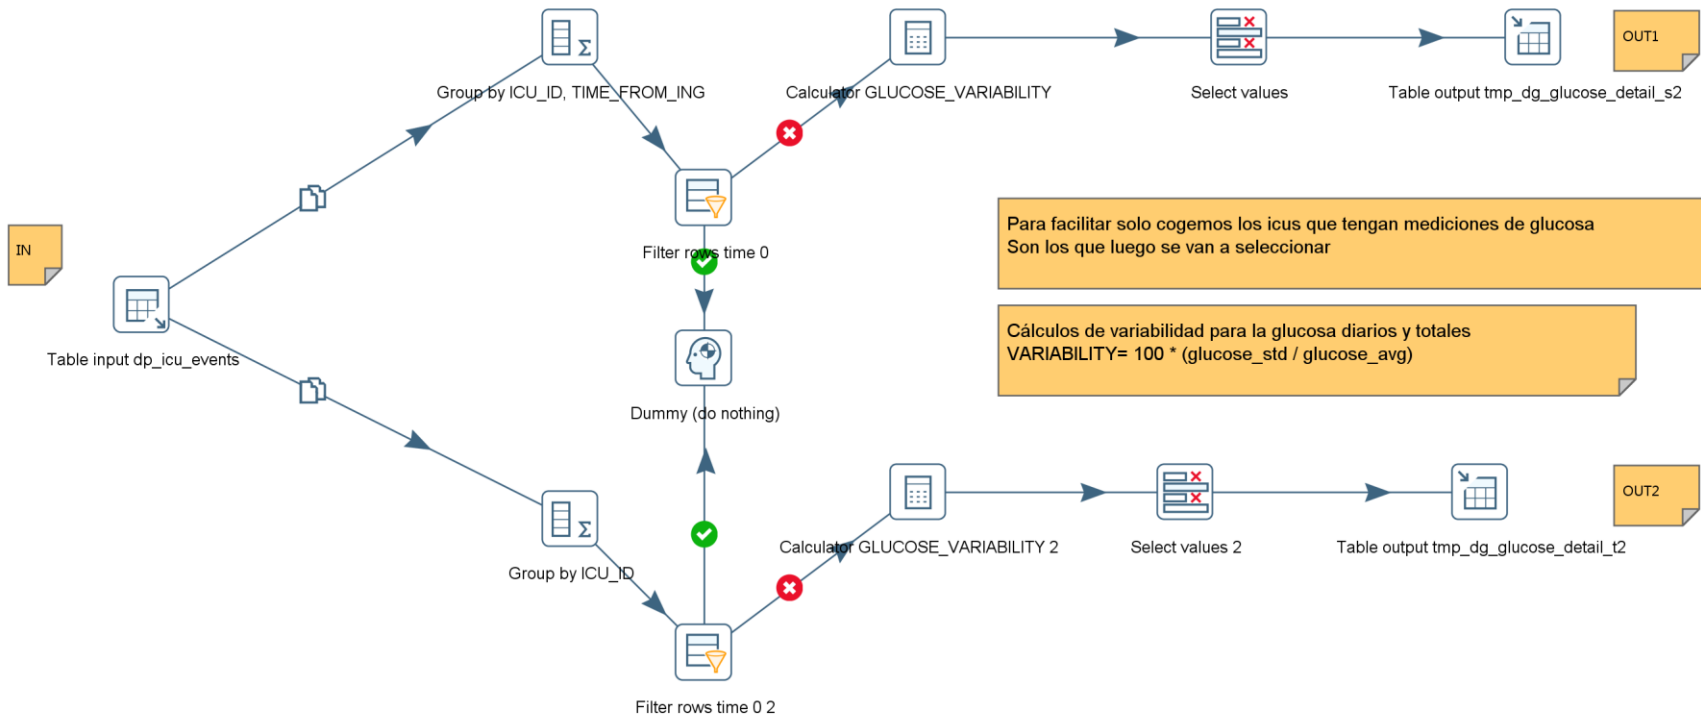 Group by ICU_ID, TIME_FROM_ING
Calculator GLUCOSE_VARIABILITY
Select values
Table output tmp_dg_glucose_detail_s2
OUT1
IN
Table input dp_icu_events
Filter rows time 0
Para facilitar solo cogemos los icus que tengan mediciones de glucosa
Son los que luego se van a seleccionar
Cálculos de variabilidad para la glucosa diarios y totales
VARIABILITY= 100 * (glucose_std / glucose_avg)
Dummy (do nothing)
Group by ICU_ID
Calculator GLUCOSE_VARIABILITY 2
Select values 2
Table output tmp_dg_glucose_detail_t2
OUT2
Filter rows time 0 2